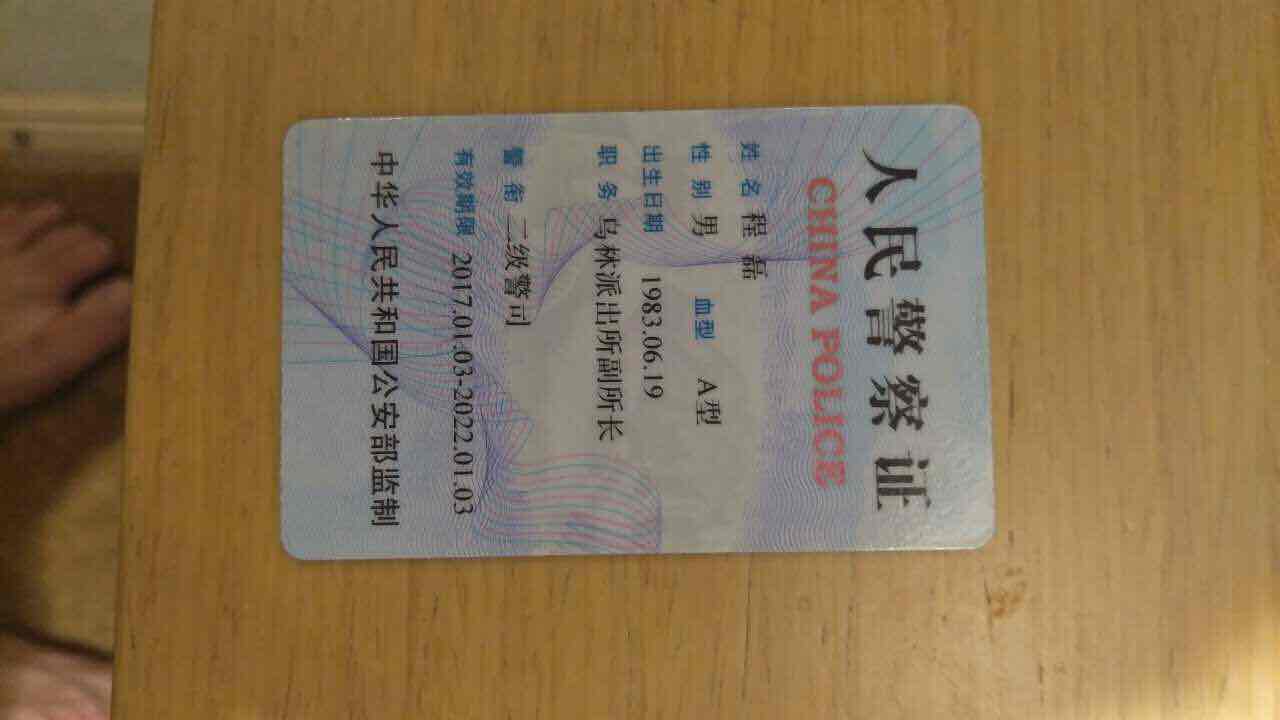 人民警察证
CHINA POLICE
姓名 程磊
性别 男 血型 A型
出生日期 1983.06.19
职务 乌林派出所副所长
警衔 二级警司
有效期限 2017.01.03-2022.01.03
中华人民共和国公安部监制